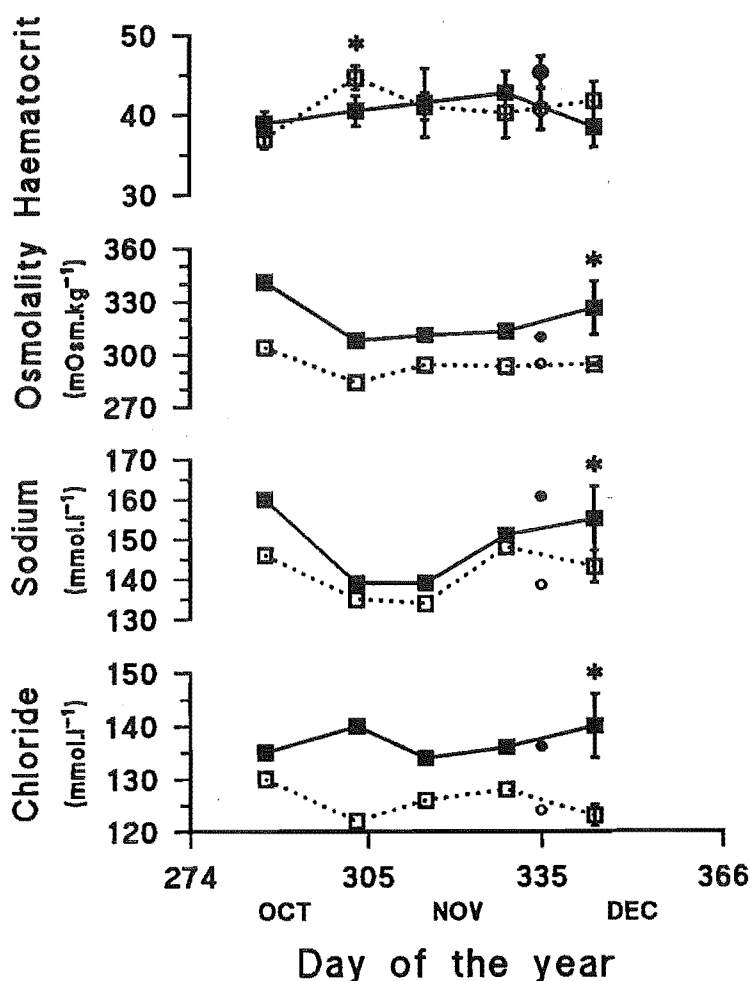 Haematocrit
50
40
30
*
Osmolality
(mOsm.kg⁻¹)
360
330
300
270
*
Sodium
(mmol.l⁻¹)
170
160
150
140
130
*
Chloride
(mmol.l⁻¹)
150
140
130
120
*
274 305 335 366
OCT NOV DEC
Day of the year